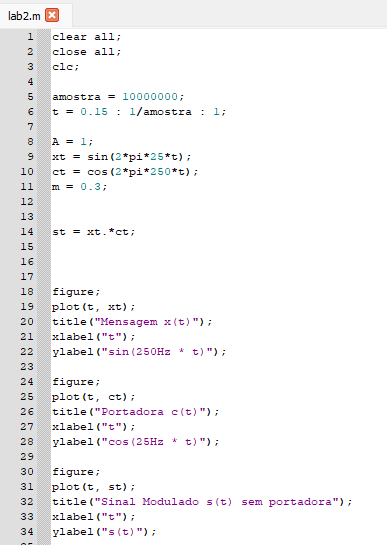 lab2.m
1 clear all;
2 close all;
3 clc;
4
5 amostra = 10000000;
6 t = 0.15 : 1/amostra : 1;
7
8 A = 1;
9 xt = sin(2*pi*25*t);
10 ct = cos(2*pi*250*t);
11 m = 0.3;
12
13
14 st = xt.*ct;
15
16
17
18 figure;
19 plot(t, xt);
20 title("Mensagem x(t)");
21 xlabel("t");
22 ylabel("sin(250Hz * t)");
23
24 figure;
25 plot(t, ct);
26 title("Portadora c(t)");
27 xlabel("t");
28 ylabel("cos(25Hz * t)");
29
30 figure;
31 plot(t, st);
32 title("Sinal Modulado s(t) sem portadora");
33 xlabel("t");
34 ylabel("s(t)");